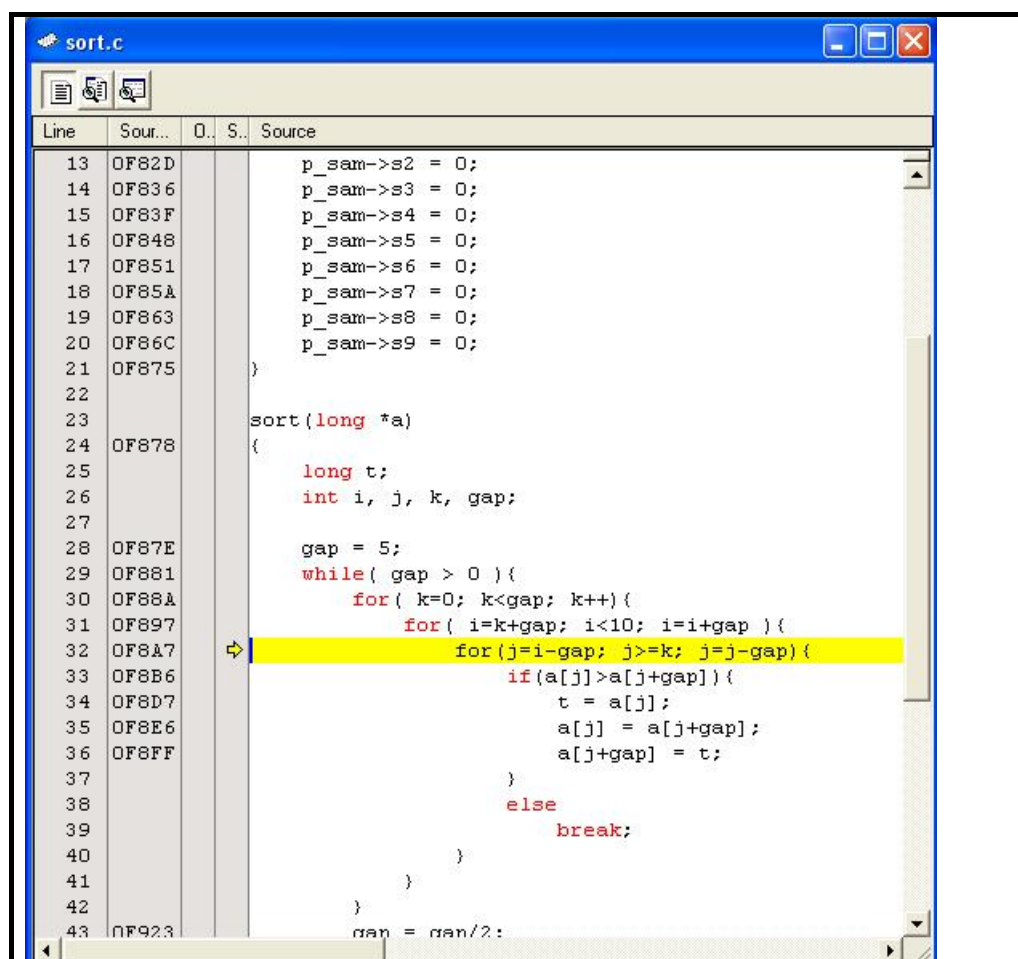 sort.c
Line Sour... O.. S.. Source
13 0F82D p_sam->s2 = 0;
14 0F836 p_sam->s3 = 0;
15 0F83F p_sam->s4 = 0;
16 0F848 p_sam->s5 = 0;
17 0F851 p_sam->s6 = 0;
18 0F85A p_sam->s7 = 0;
19 0F863 p_sam->s8 = 0;
20 0F86C p_sam->s9 = 0;
21 0F875 }
22
23 sort(long *a)
24 0F878 {
25 long t;
26 int i, j, k, gap;
27
28 0F87E gap = 5;
29 0F881 while( gap > 0 ){
30 0F88A for( k=0; k<gap; k++){
31 0F897 for( i=k+gap; i<10; i=i+gap ){
32 0F8A7 for(j=i-gap; j>=k; j=j-gap){
33 0F8B6 if(a[j]>a[j+gap]){
34 0F8D7 t = a[j];
35 0F8E6 a[j] = a[j+gap];
36 0F8FF a[j+gap] = t;
37 }
38 else
39 break;
40 }
41 }
42 }
43 0F923 gap = gap/2;